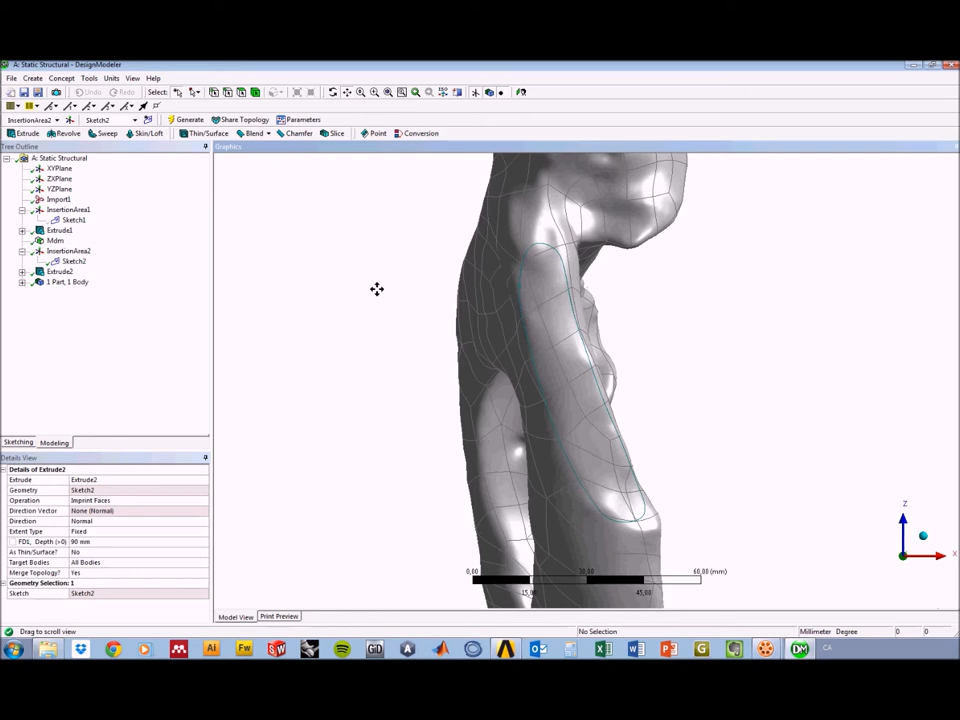 A: Static Structural - DesignModeler
File Create Concept Tools Units View Help
Undo Redo Select:
InsertionArea2 Sketch2 Generate Share Topology Parameters
Extrude Revolve Sweep Skin/Loft Thin/Surface Blend Chamfer Slice Point Conversion
Tree Outline
Graphics
A: Static Structural
XYPlane
ZXPlane
YZPlane
Import1
InsertionArea1
Sketch1
Extrude1
Mdm
InsertionArea2
Sketch2
Extrude2
1 Part, 1 Body
Sketching Modeling
Details View
Details of Extrude2
Extrude Extrude2
Geometry Sketch2
Operation Imprint Faces
Direction Vector None (Normal)
Direction Normal
Extent Type Fixed
FD1, Depth (>0) 90 mm
As Thin/Surface? No
Target Bodies All Bodies
Merge Topology? Yes
Geometry Selection: 1
Sketch Sketch2
Z
X
0,00 30,00 60,00 (mm)
15,00 45,00
Model View Print Preview
Drag to scroll view No Selection Millimeter Degree 0 0
Ai Fw SW GiD A W P G DM CA